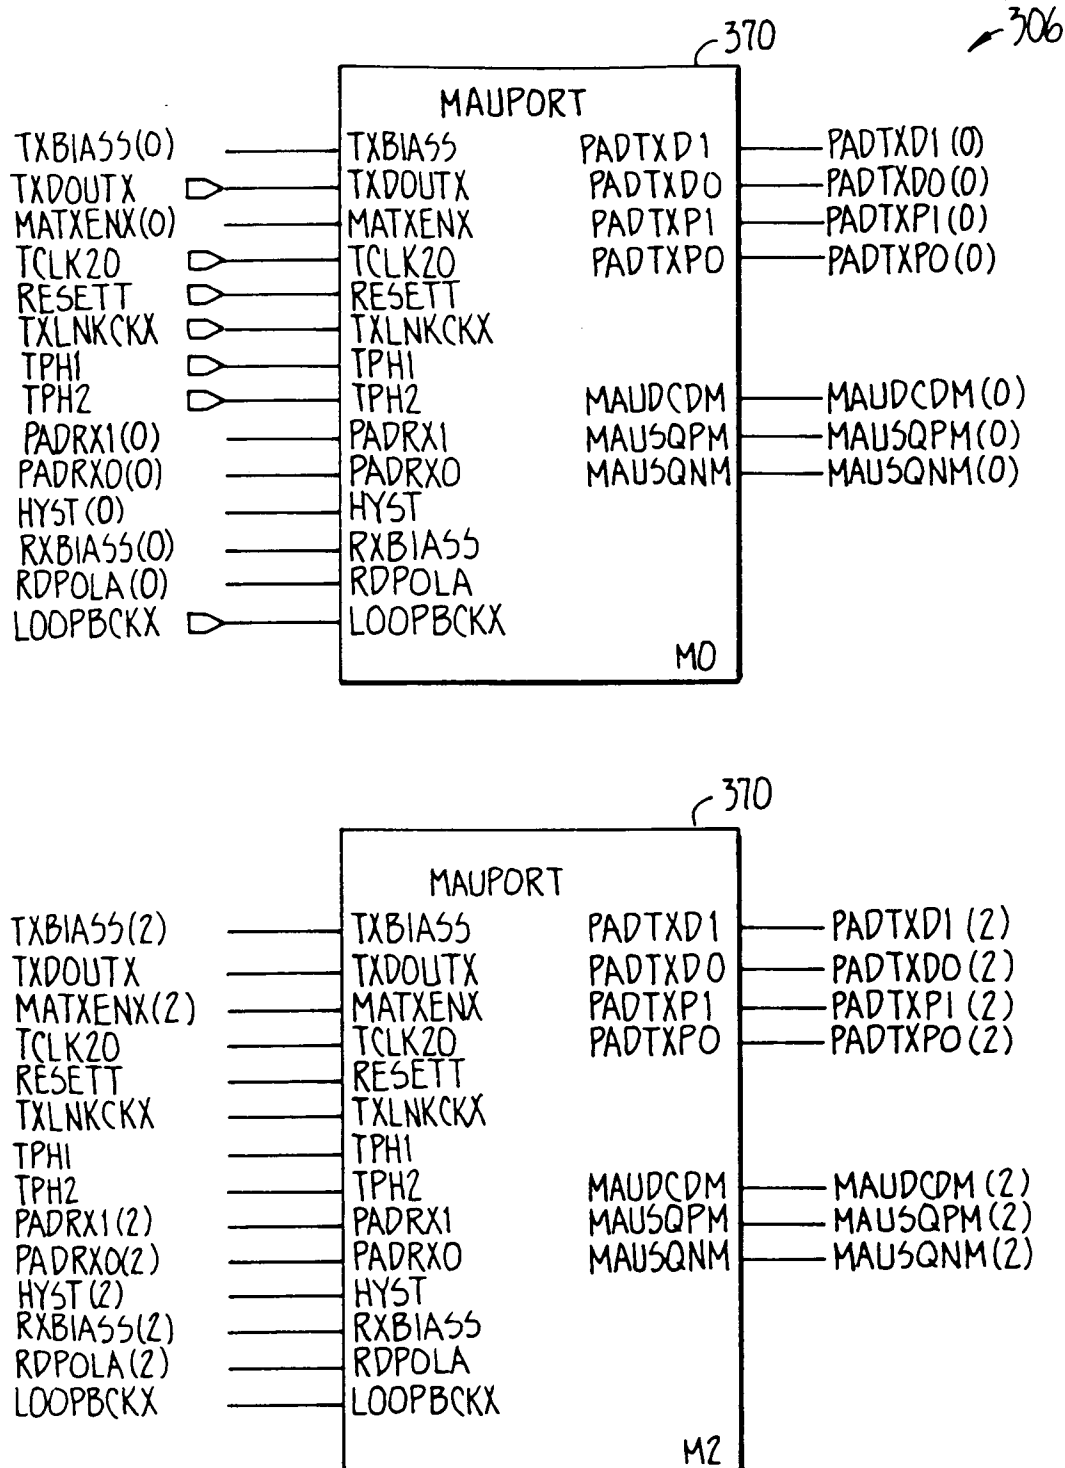 306
370
MAUPORT
TXBIASS(0) TXBIASS PADTXD1 PADTXD1(0)
TXDOUTX TXDOUTX PADTXD0 PADTXD0(0)
MATXENX(0) MATXENX PADTXP1 PADTXP1(0)
TCLK20 TCLK20 PADTXP0 PADTXP0(0)
RESETT RESETT
TXLNKCKX TXLNKCKX
TPH1 TPH1
TPH2 TPH2 MAUDCDM MAUDCDM(0)
PADRX1(0) PADRX1 MAUSQPM MAUSQPM(0)
PADRX0(0) PADRX0 MAUSQNM MAUSQNM(0)
HYST(0) HYST
RXBIASS(0) RXBIASS
RDPOLA(0) RDPOLA
LOOPBCKX LOOPBCKX
M0
370
MAUPORT
TXBIASS(2) TXBIASS PADTXD1 PADTXD1(2)
TXDOUTX TXDOUTX PADTXD0 PADTXD0(2)
MATXENX(2) MATXENX PADTXP1 PADTXP1(2)
TCLK20 TCLK20 PADTXP0 PADTXP0(2)
RESETT RESETT
TXLNKCKX TXLNKCKX
TPH1 TPH1
TPH2 TPH2 MAUDCDM MAUDCDM(2)
PADRX1(2) PADRX1 MAUSQPM MAUSQPM(2)
PADRX0(2) PADRX0 MAUSQNM MAUSQNM(2)
HYST(2) HYST
RXBIASS(2) RXBIASS
RDPOLA(2) RDPOLA
LOOPBCKX LOOPBCKX
M2